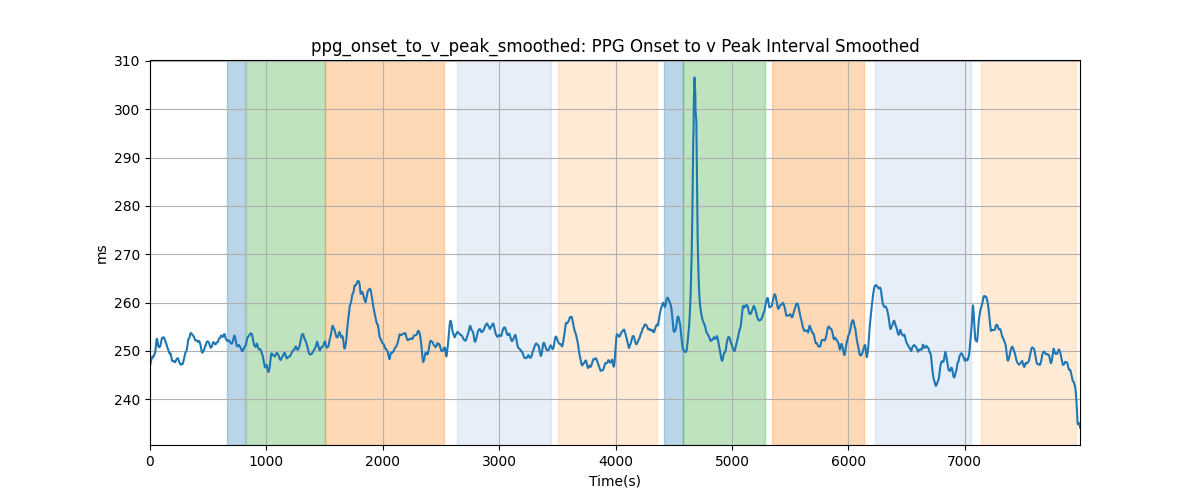 ppg_onset_to_v_peak_smoothed: PPG Onset to v Peak Interval Smoothed
310
300
290
280
270
260
250
240
ms
0 1000 2000 3000 4000 5000 6000 7000
Time(s)